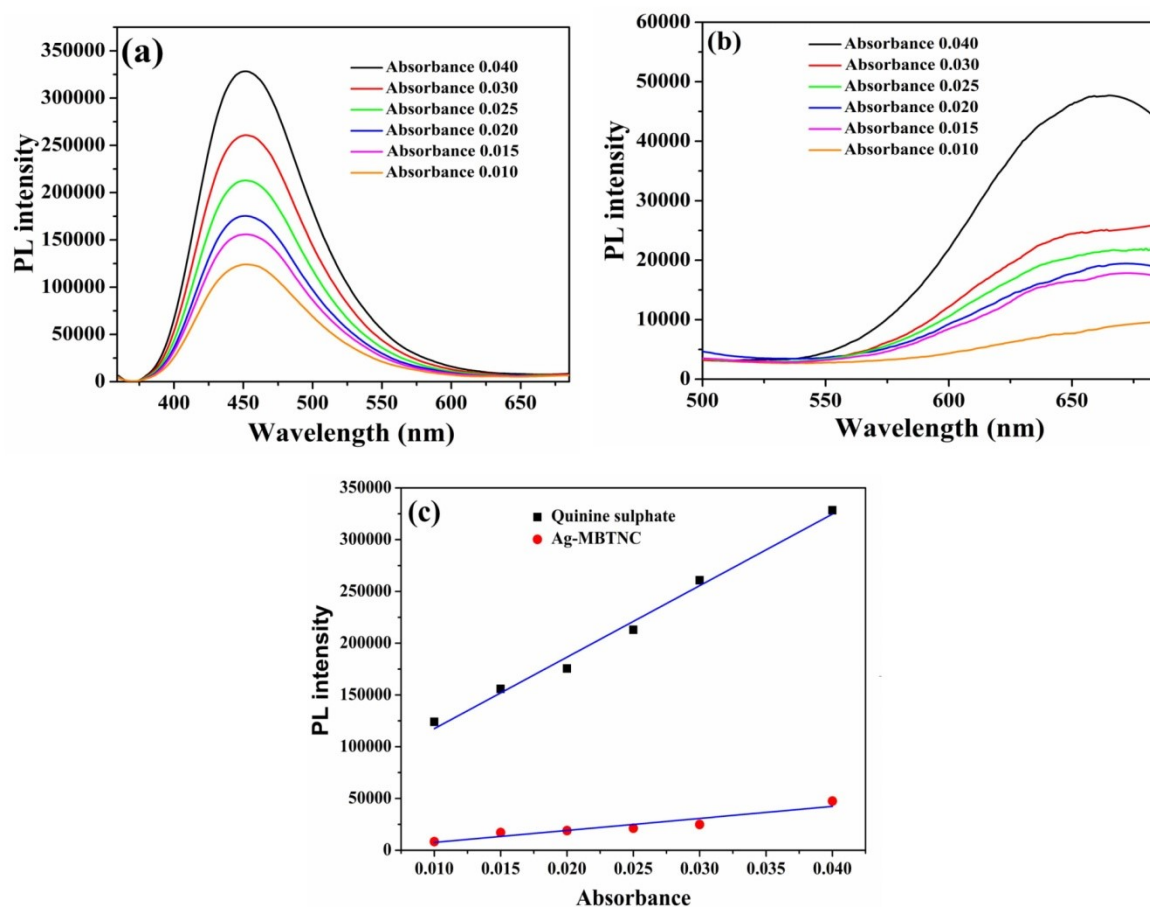 (a)
350000
300000
250000
200000
150000
100000
50000
0
PL intensity
Absorbance 0.040
Absorbance 0.030
Absorbance 0.025
Absorbance 0.020
Absorbance 0.015
Absorbance 0.010
400 450 500 550 600 650
Wavelength (nm)
(b)
60000
50000
40000
30000
20000
10000
0
PL intensity
Absorbance 0.040
Absorbance 0.030
Absorbance 0.025
Absorbance 0.020
Absorbance 0.015
Absorbance 0.010
500 550 600 650
Wavelength (nm)
(c)
350000
300000
250000
200000
150000
100000
50000
0
PL intensity
Quinine sulphate
Ag-MBTNC
0.010 0.015 0.020 0.025 0.030 0.035 0.040
Absorbance